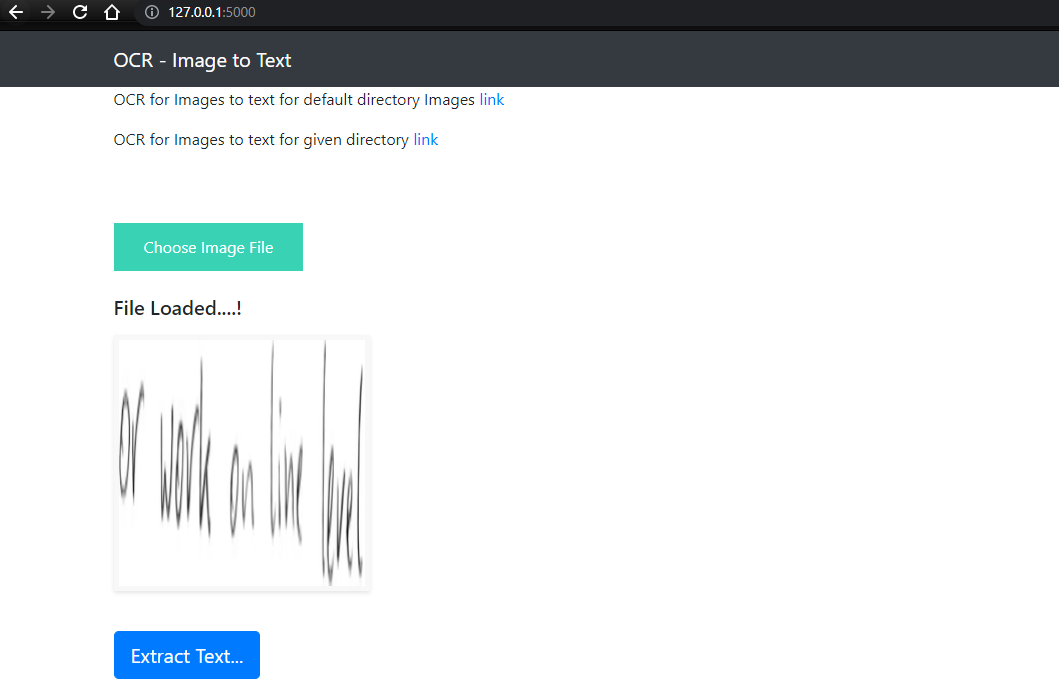 127.0.0.1:5000
OCR - Image to Text
OCR for Images to text for default directory Images link
OCR for Images to text for given directory link
Choose Image File
File Loaded....!
or work on line level
Extract Text...